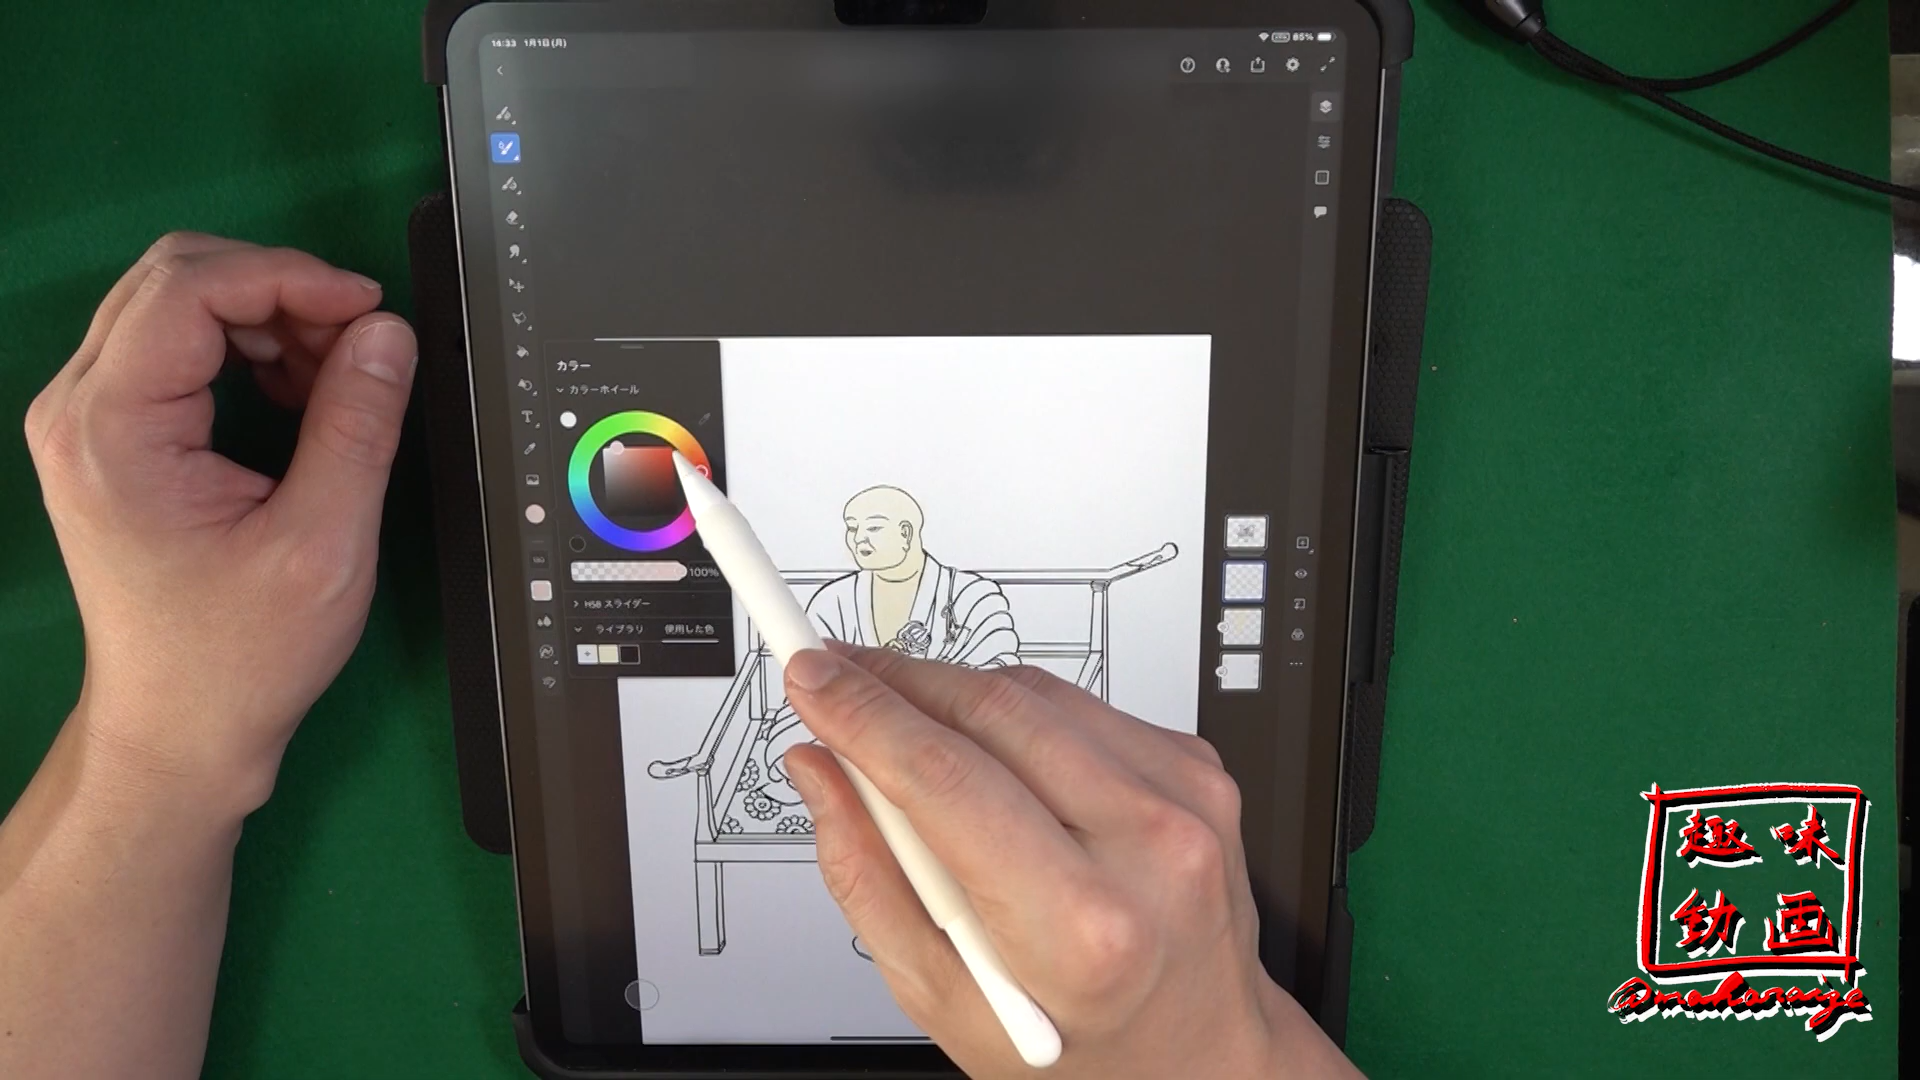 14:33 1月1日(月)
85%
カラー
カラーホイール
100%
HSB スライダー
ライブラリ 使用した色
趣味
動画
@maharaize